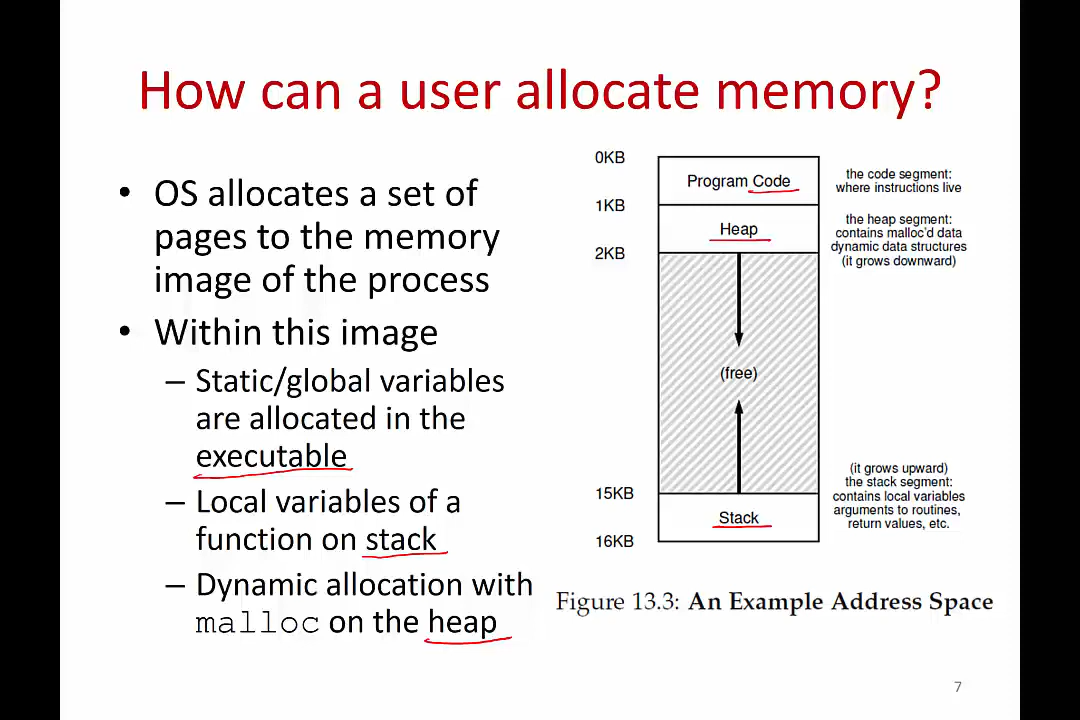 How can a user allocate memory?
• OS allocates a set of
pages to the memory
image of the process
• Within this image
– Static/global variables
are allocated in the
executable
– Local variables of a
function on stack
– Dynamic allocation with
malloc on the heap
0KB
Program Code
the code segment:
where instructions live
1KB
Heap
the heap segment:
contains malloc'd data
dynamic data structures
(it grows downward)
2KB
(free)
(it grows upward)
the stack segment:
contains local variables
arguments to routines,
return values, etc.
15KB
Stack
16KB
Figure 13.3: An Example Address Space
7